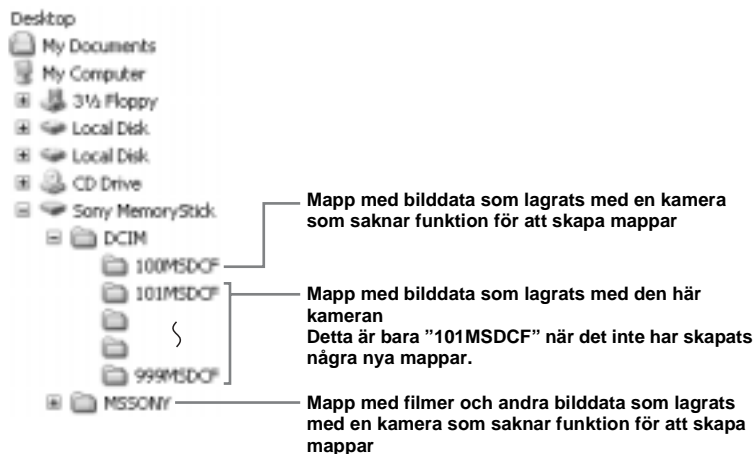 Desktop
My Documents
My Computer
3½ Floppy
Local Disk
Local Disk
CD Drive
Sony MemoryStick
DCIM
100MSDCF
101MSDCF
999MSDCF
MSSONY
Mapp med bilddata som lagrats med en kamera
som saknar funktion för att skapa mappar
Mapp med bilddata som lagrats med den här
kameran
Detta är bara ”101MSDCF” när det inte har skapats
några nya mappar.
Mapp med filmer och andra bilddata som lagrats
med en kamera som saknar funktion för att skapa
mappar